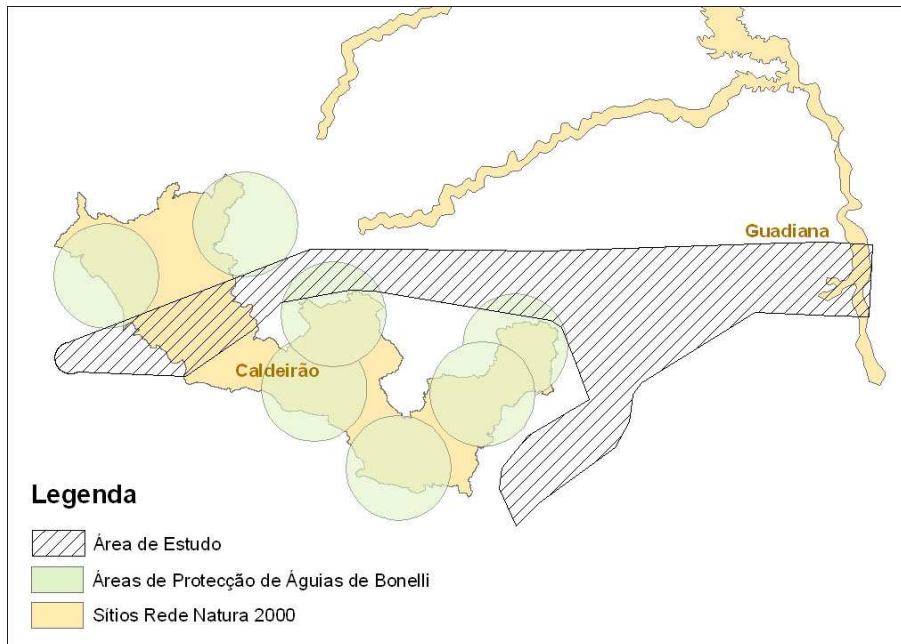 Guadiana
Caldeirão
Legenda
Área de Estudo
Áreas de Protecção de Águias de Bonelli
Sítios Rede Natura 2000